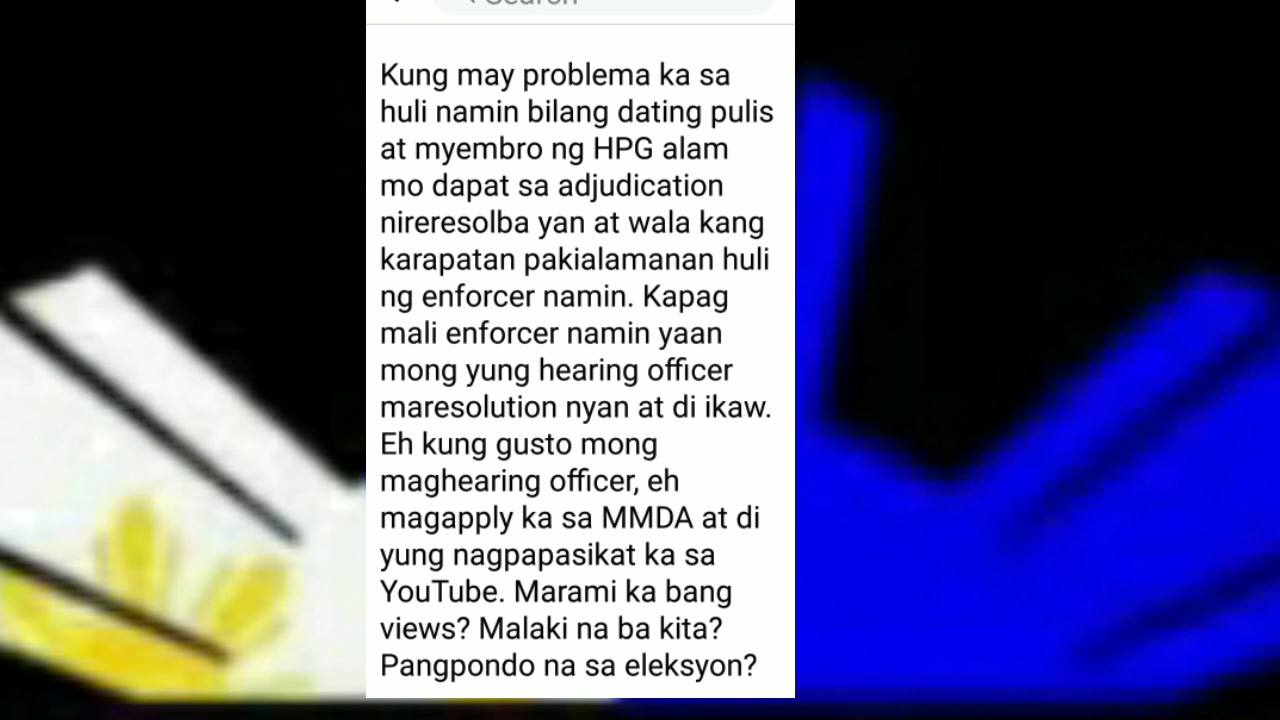 Search
Kung may problema ka sa
huli namin bilang dating pulis
at myembro ng HPG alam
mo dapat sa adjudication
nireresolba yan at wala kang
karapatan pakialamanan huli
ng enforcer namin. Kapag
mali enforcer namin yaan
mong yung hearing officer
maresolution nyan at di ikaw.
Eh kung gusto mong
maghearing officer, eh
magapply ka sa MMDA at di
yung nagpapasikat ka sa
YouTube. Marami ka bang
views? Malaki na ba kita?
Pangpondo na sa eleksyon?